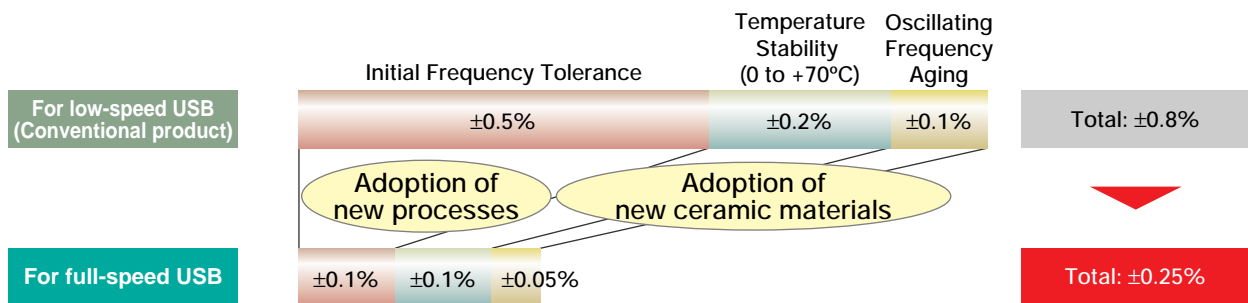 Initial Frequency Tolerance
Temperature
Stability
(0 to +70ºC)
Oscillating
Frequency
Aging
For low-speed USB
(Conventional product)
±0.5%
±0.2%
±0.1%
Total: ±0.8%
Adoption of
new processes
Adoption of
new ceramic materials
For full-speed USB
±0.1%
±0.1%
±0.05%
Total: ±0.25%